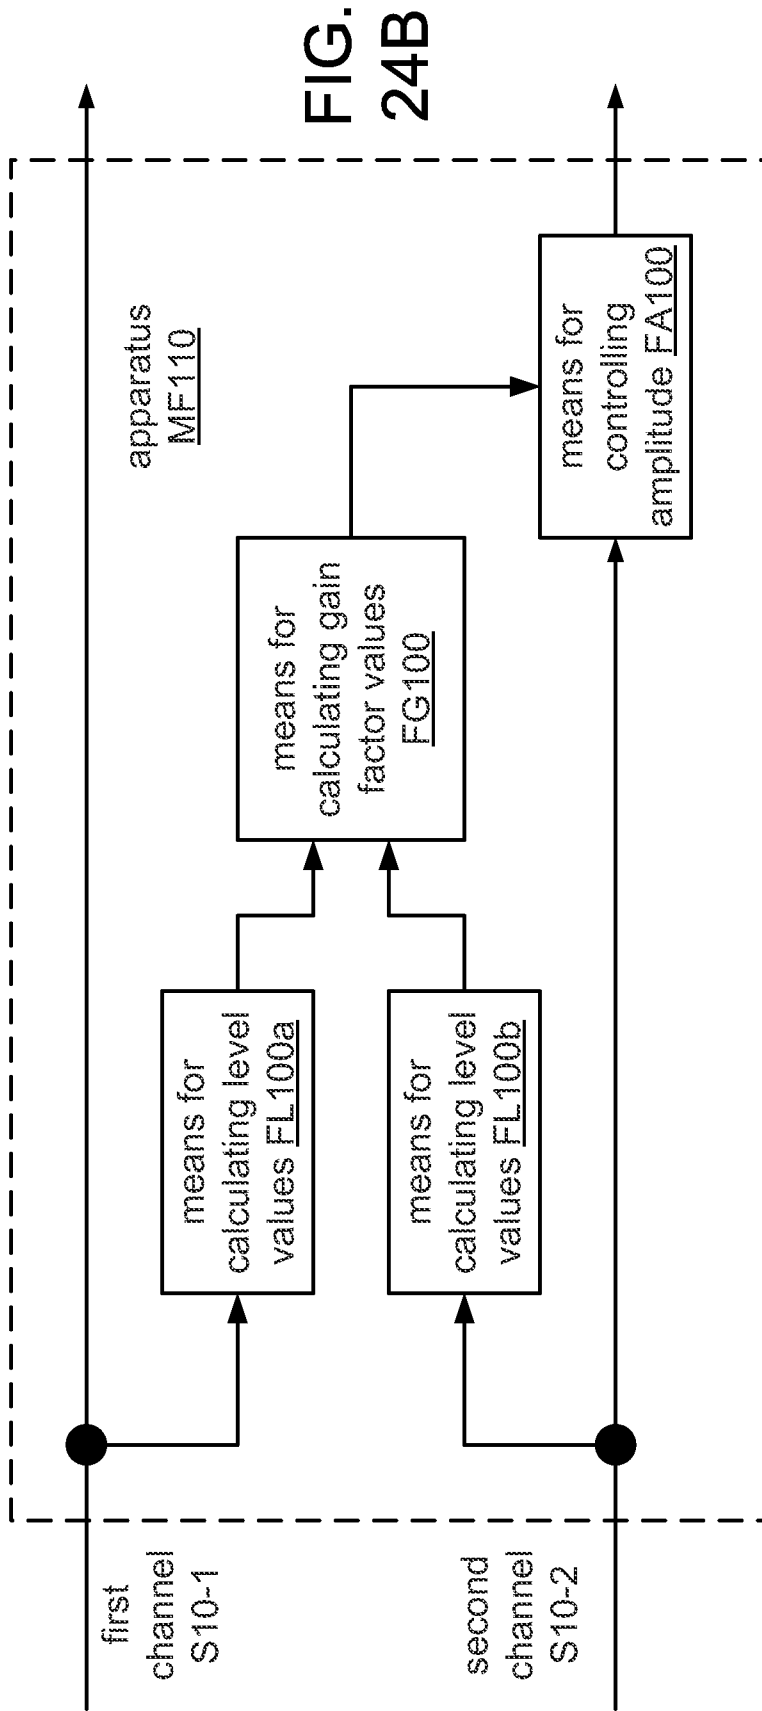 first
channel
S10-1
second
channel
S10-2
means for
calculating level
values FL100a
means for
calculating level
values FL100b
means for
calculating gain
factor values
FG100
apparatus
MF110
means for
controlling
amplitude FA100
FIG.
24B